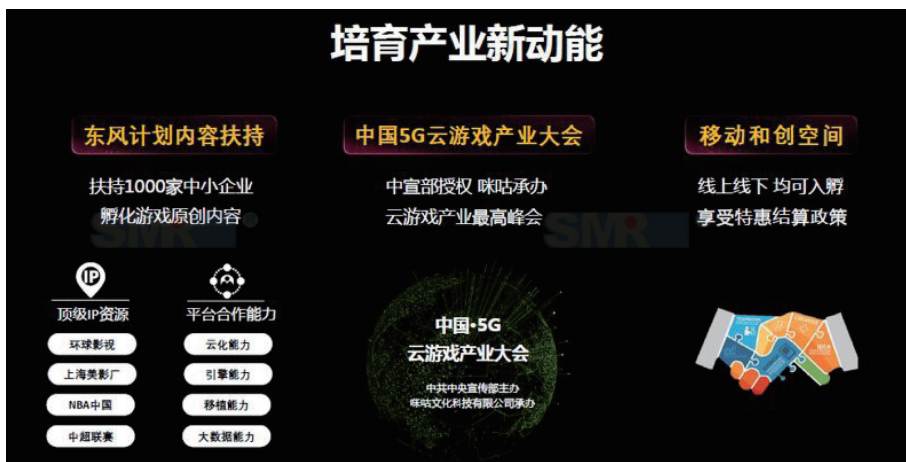 培育产业新动能
东风计划内容扶持
扶持1000家中小企业
孵化游戏原创内容
IP
顶级IP资源
环球影视
上海美影厂
NBA中国
中超联赛
平台合作能力
云化能力
引擎能力
移植能力
大数据能力
中国5G云游戏产业大会
中宣部授权 咪咕承办
云游戏产业最高峰会
中国·5G
云游戏产业大会
中共中央宣传部主办
咪咕文化科技有限公司承办
移动和创空间
线上线下 均可入孵
享受特惠结算政策
SMR
SMR